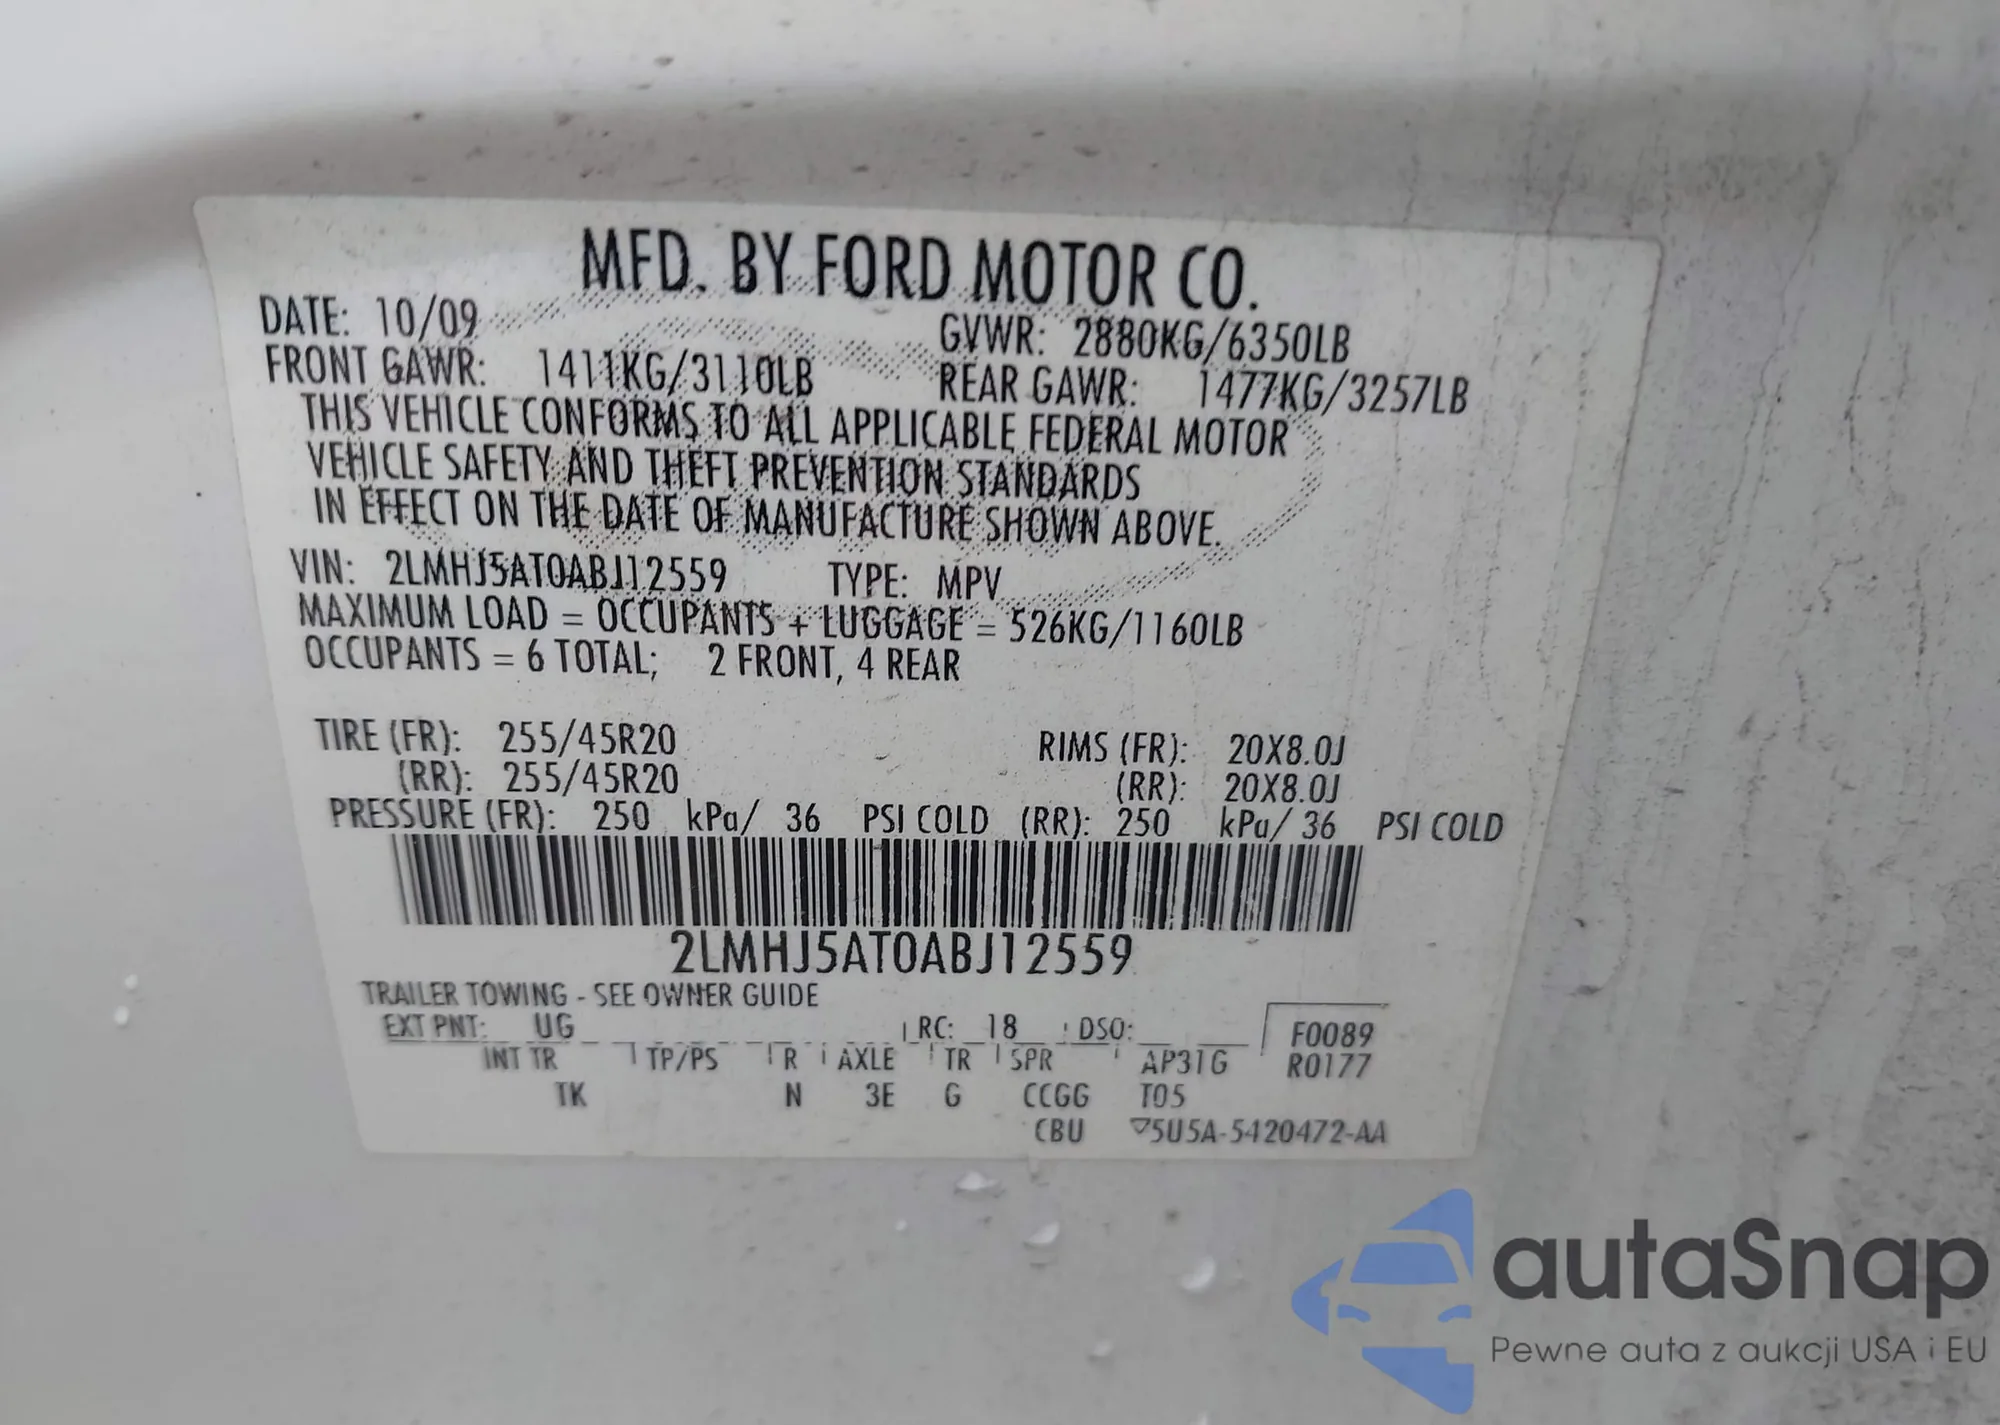 MFD. BY FORD MOTOR CO.
DATE: 10/09 GVWR: 2880KG/6350LB
FRONT GAWR: 1411KG/3110LB REAR GAWR: 1477KG/3257LB
THIS VEHICLE CONFORMS TO ALL APPLICABLE FEDERAL MOTOR
VEHICLE SAFETY AND THEFT PREVENTION STANDARDS
IN EFFECT ON THE DATE OF MANUFACTURE SHOWN ABOVE.
VIN: 2LMHJ5AT0ABJ12559 TYPE: MPV
MAXIMUM LOAD = OCCUPANTS + LUGGAGE = 526KG/1160LB
OCCUPANTS = 6 TOTAL; 2 FRONT, 4 REAR
TIRE (FR): 255/45R20 RIMS (FR): 20X8.0J
(RR): 255/45R20 (RR): 20X8.0J
PRESSURE (FR): 250 kPa/ 36 PSI COLD (RR): 250 kPa/ 36 PSI COLD
2LMHJ5AT0ABJ12559
TRAILER TOWING - SEE OWNER GUIDE
EXT PNT: UG RC: 18 DSO: F0089
INT TR TP/PS R AXLE TR SPR AP31G R0177
TK N 3E G CCGG T05
CBU ▽5U5A-5420472-AA
autaSnap
Pewne auta z aukcji USA i EU